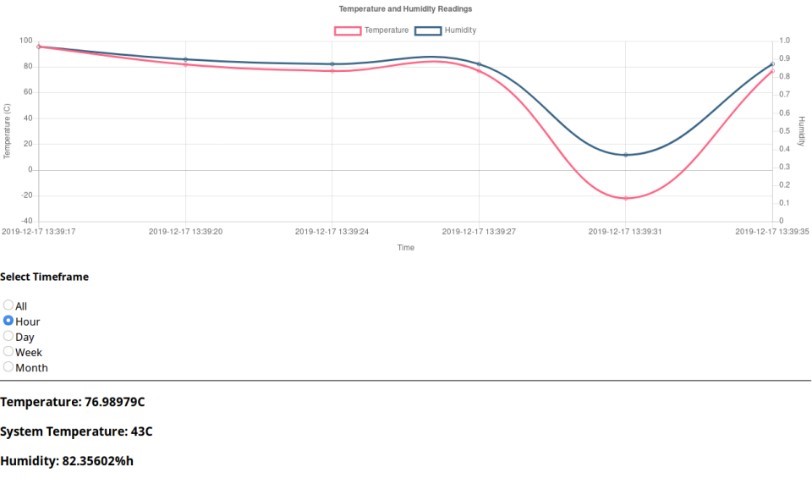 Temperature and Humidity Readings
Temperature Humidity
100 1.0
80 0.9
60 0.8
40 0.7
20 0.6
0 0.5
-20 0.4
-40 0.3
0.2
0.1
0
Temperature (C)
Humidity
2019-12-17 13:39:17 2019-12-17 13:39:20 2019-12-17 13:39:24 2019-12-17 13:39:27 2019-12-17 13:39:31 2019-12-17 13:39:35
Time
Select Timeframe
All
Hour
Day
Week
Month
Temperature: 76.98979C
System Temperature: 43C
Humidity: 82.35602%h